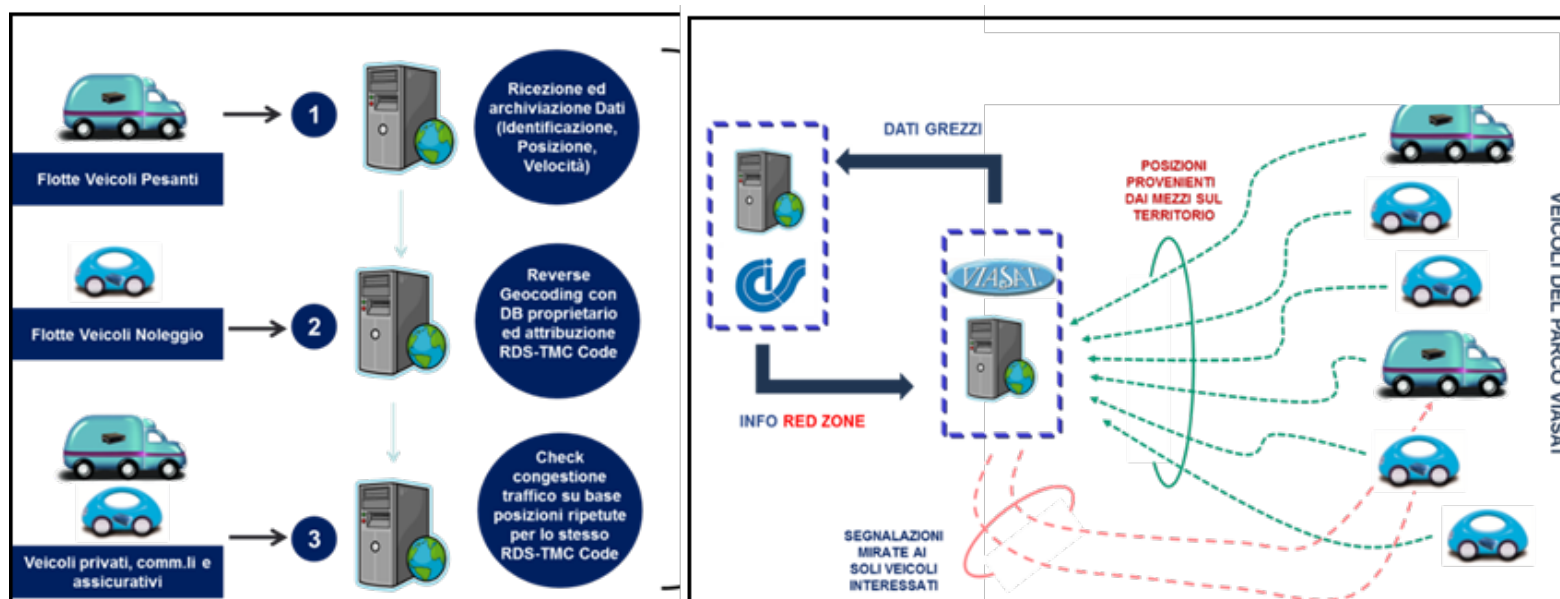 Flotte Veicoli Pesanti
1
Ricezione ed
archiviazione Dati
(Identificazione,
Posizione,
Velocità)
Flotte Veicoli Noleggio
2
Reverse
Geocoding con
DB proprietario
ed attribuzione
RDS-TMC Code
Veicoli privati, comm.li e
assicurativi
3
Check
congestione
traffico su base
posizioni ripetute
per lo stesso
RDS-TMC Code
DATI GREZZI
CIS
VIASAT
INFO RED ZONE
POSIZIONI
PROVENIENTI
DAI MEZZI SUL
TERRITORIO
SEGNALAZIONI
MIRATE AI
SOLI VEICOLI
INTERESSATI
VEICOLI DEL PARCO VIASAT